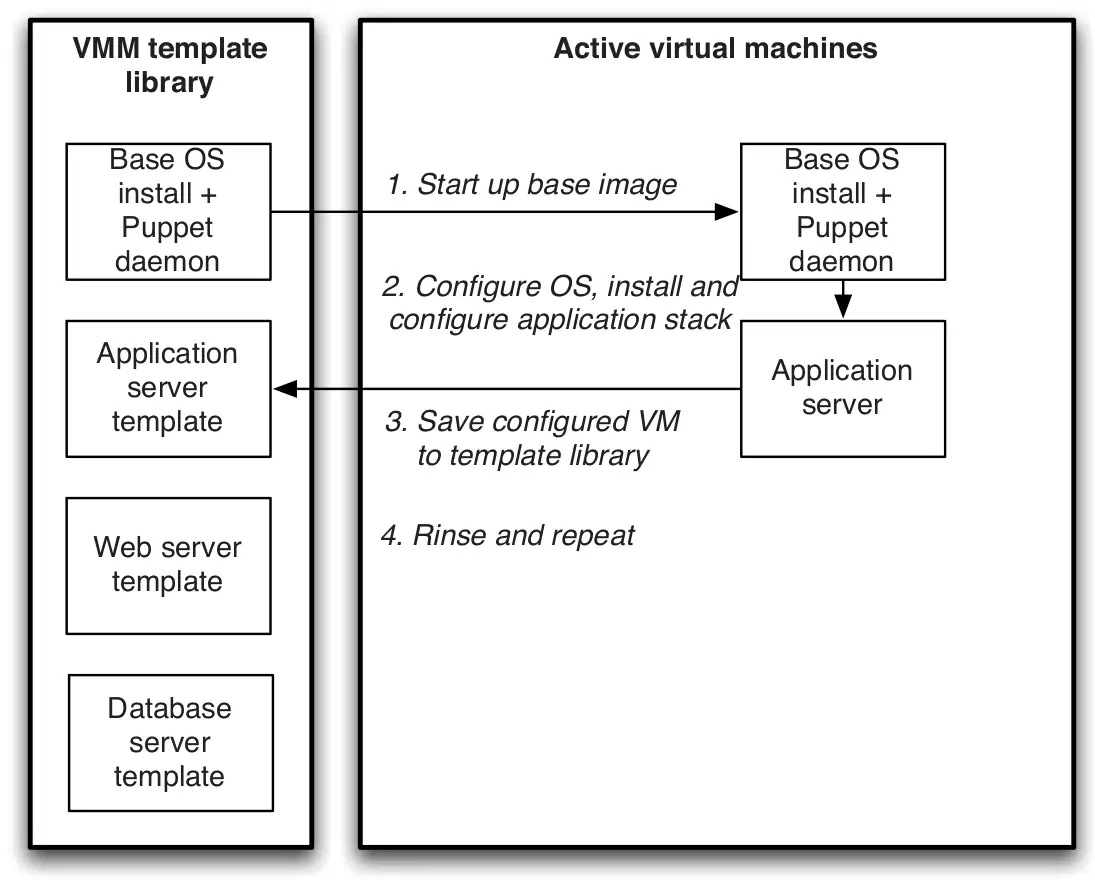 VMM template
library
Active virtual machines
Base OS
install +
Puppet
daemon
1. Start up base image
Base OS
install +
Puppet
daemon
2. Configure OS, install and
configure application stack
Application
server
template
Application
server
3. Save configured VM
to template library
4. Rinse and repeat
Web server
template
Database
server
template